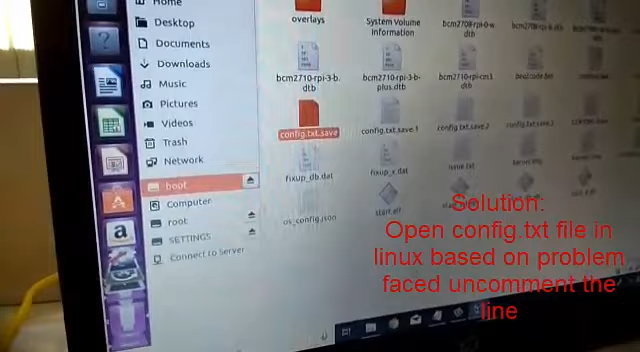 Home
Desktop
Documents
Downloads
Music
Pictures
Videos
Trash
Network
boot
Computer
root
SETTINGS
Connect to Server
overlays
System Volume
Information
bcm2708-rpi-0-w.
dtb
bcm2710-rpi-3-b.
dtb
bcm2710-rpi-3-b-
plus.dtb
bcm2710-rpi-cm3.
dtb
bootcode.bin
config.txt.save
config.txt.save.1
config.txt.save.2
config.txt.save.3
fixup_db.dat
fixup_x.dat
issue.txt
kernel.img
os_config.json
start.elf
Solution:
Open config.txt file in
linux based on problem
faced uncomment the
line